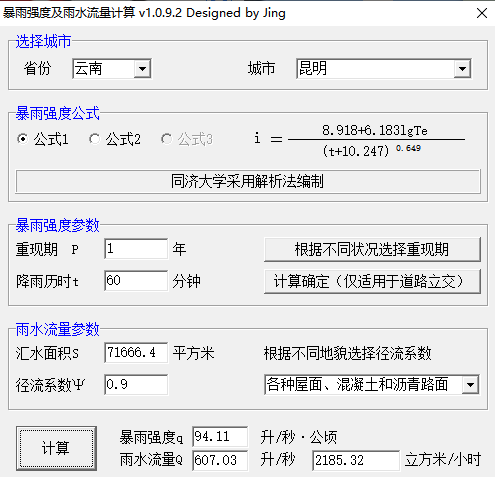 暴雨强度及雨水流量计算 v1.0.9.2 Designed by Jing
选择城市
省份 云南 城市 昆明
暴雨强度公式
公式1 公式2 公式3 i = 8.918+6.183lgTe / (t+10.247) 0.649
同济大学采用解析法编制
暴雨强度参数
重现期 P 1 年 根据不同状况选择重现期
降雨历时t 60 分钟 计算确定（仅适用于道路立交）
雨水流量参数
汇水面积S 71666.4 平方米 根据不同地貌选择径流系数
径流系数Ψ 0.9 各种屋面、混凝土和沥青路面
计算 暴雨强度q 94.11 升/秒·公顷
雨水流量Q 607.03 升/秒 2185.32 立方米/小时